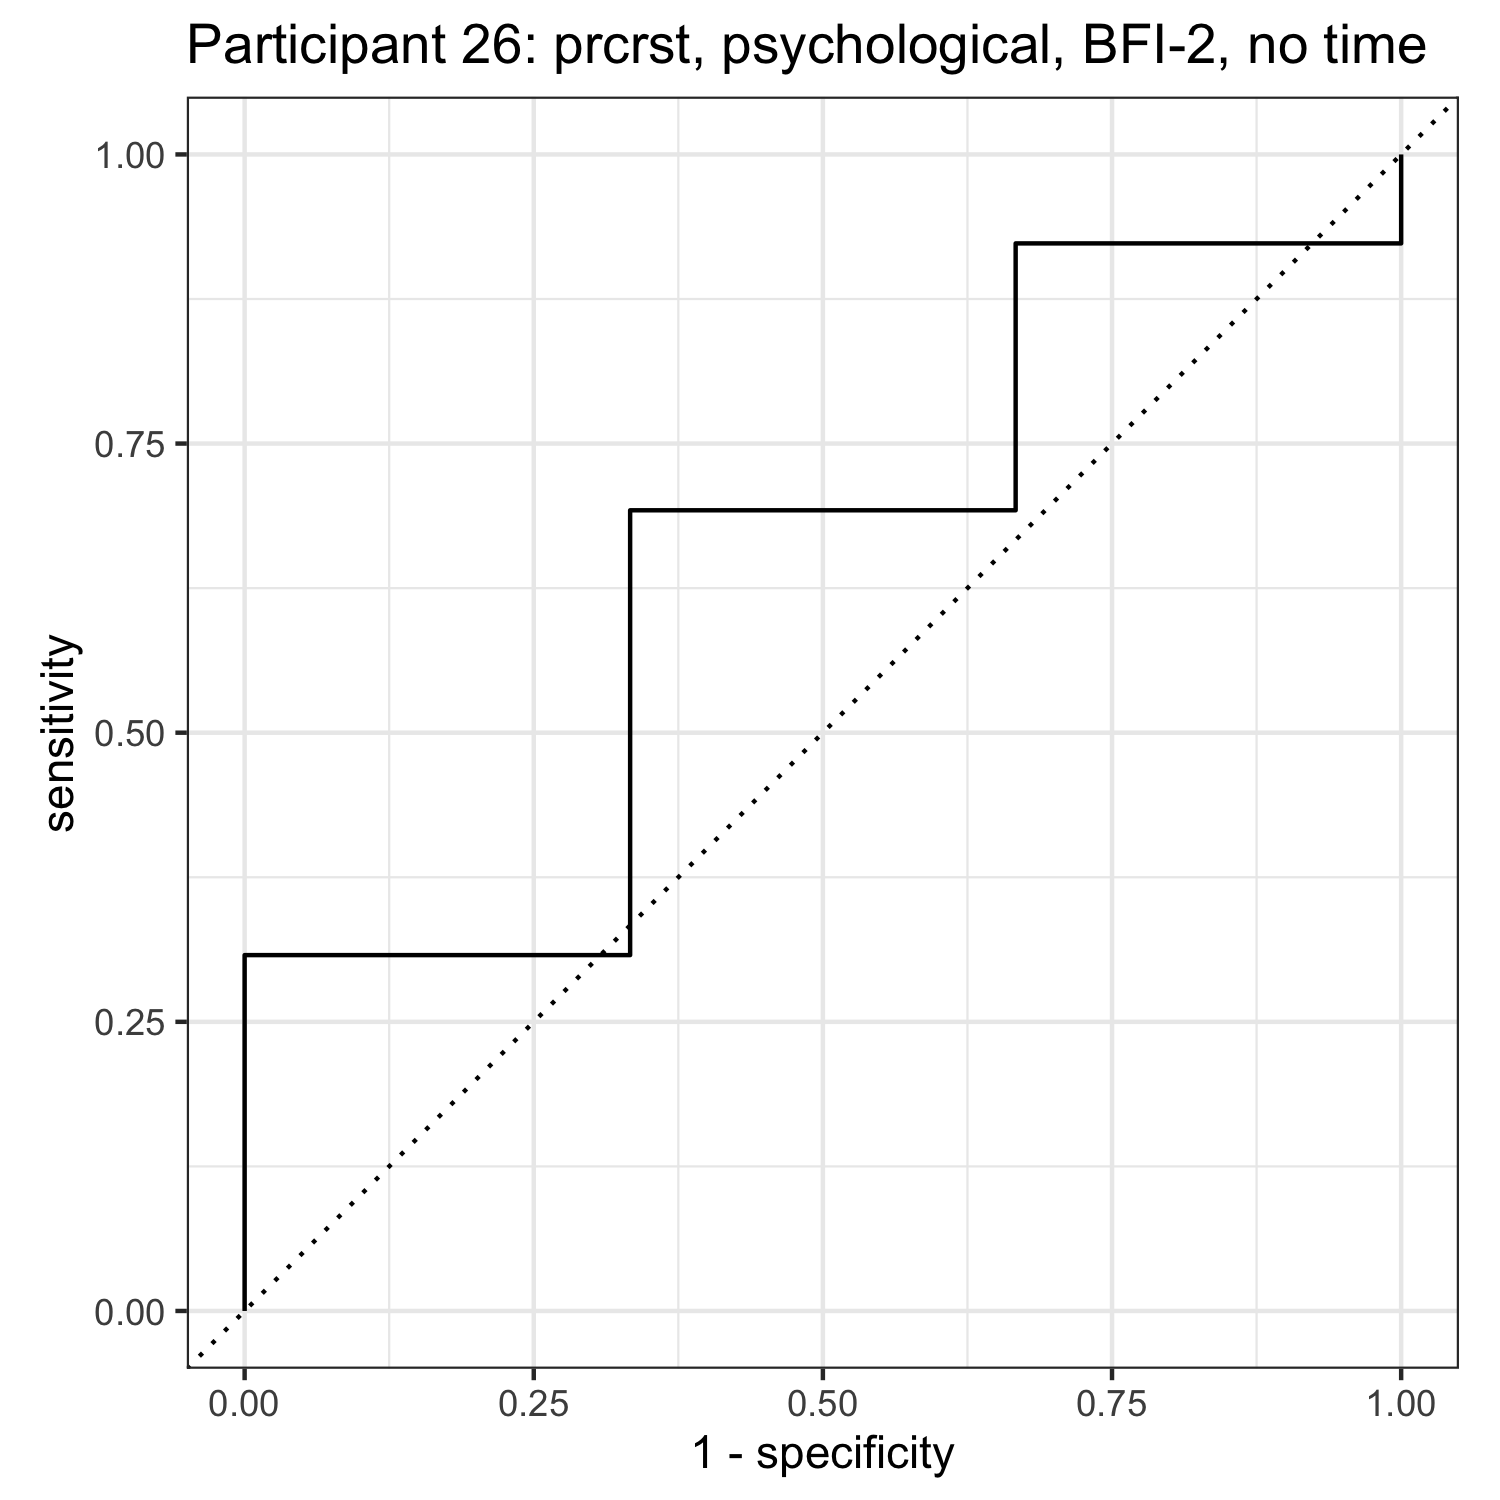 Participant 26: prcrst, psychological, BFI-2, no time
sensitivity
1.00
0.75
0.50
0.25
0.00
0.00 0.25 0.50 0.75 1.00
1 - specificity